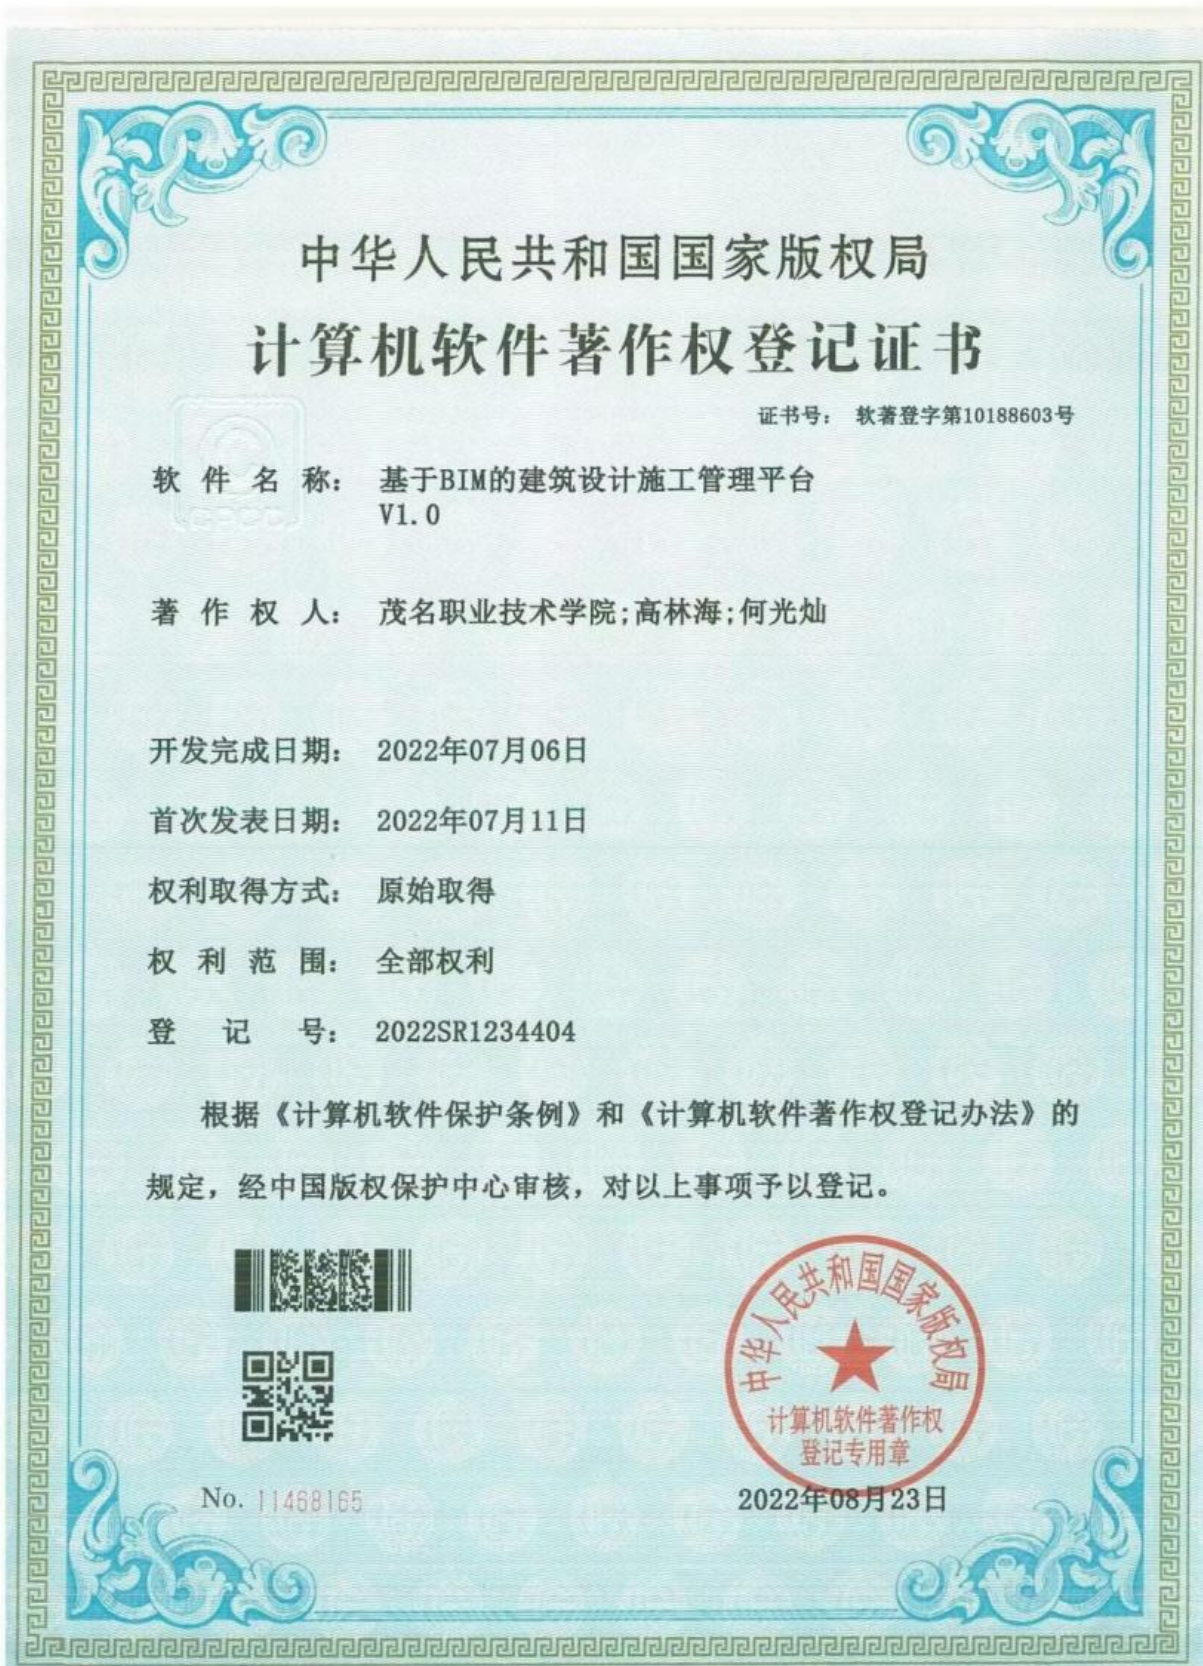 中华人民共和国国家版权局
计算机软件著作权登记证书
证书号： 软著登字第10188603号
CPCC
软件名称： 基于BIM的建筑设计施工管理平台
V1.0
著作权人： 茂名职业技术学院;高林海;何光灿
开发完成日期： 2022年07月06日
首次发表日期： 2022年07月11日
权利取得方式： 原始取得
权利范围： 全部权利
登记号： 2022SR1234404
根据《计算机软件保护条例》和《计算机软件著作权登记办法》的
规定，经中国版权保护中心审核，对以上事项予以登记。
中华人民共和国国家版权局
计算机软件著作权
登记专用章
No. 11468165
2022年08月23日